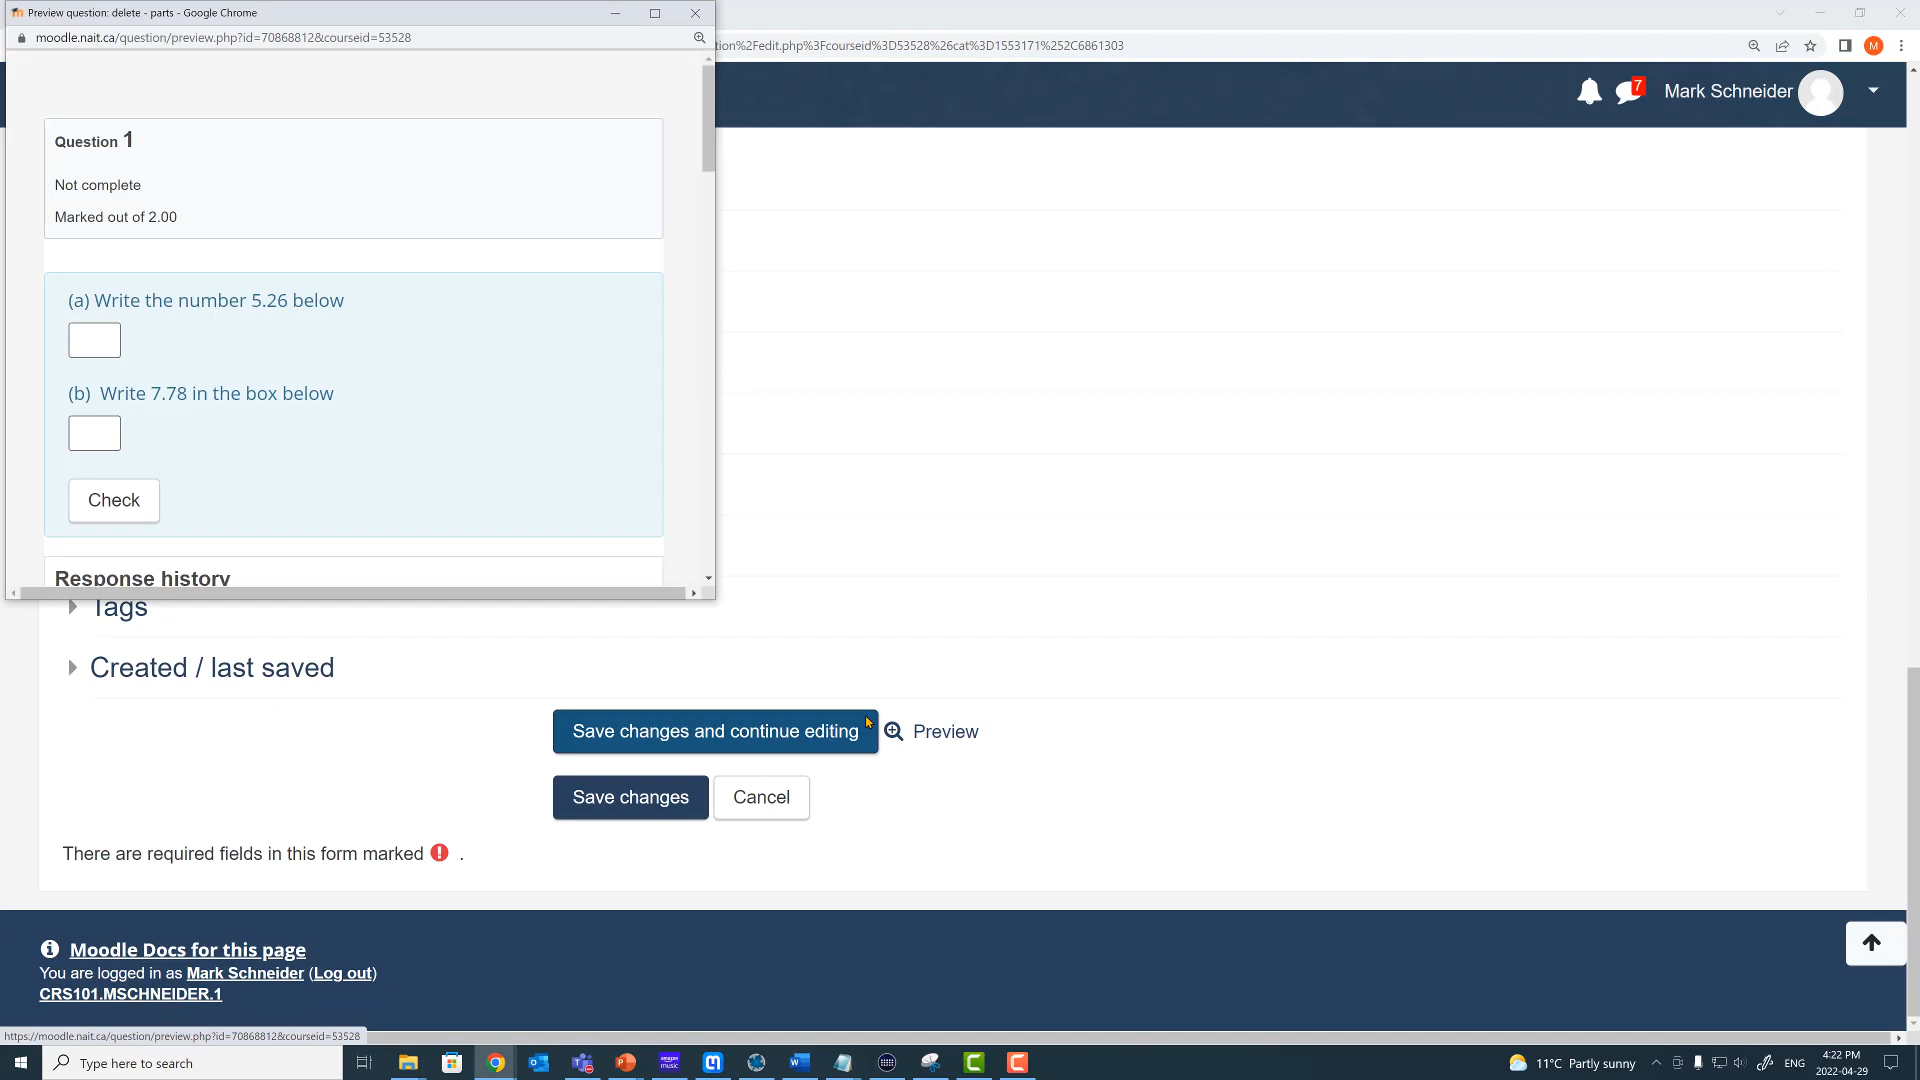 Preview question: delete - parts - Google Chrome
moodle.nait.ca/question/preview.php?id=70868812&courseid=53528
tion%2Fedit.php%3Fcourseid%3D53528%26cat%3D1553171%252C6861303
M
7
Mark Schneider
Question 1
Not complete
Marked out of 2.00
(a) Write the number 5.26 below
(b) Write 7.78 in the box below
Check
Response history
Tags
Created / last saved
Save changes and continue editing
Preview
Save changes
Cancel
There are required fields in this form marked ! .
Moodle Docs for this page
You are logged in as Mark Schneider (Log out)
CRS101.MSCHNEIDER.1
https://moodle.nait.ca/question/preview.php?id=70868812&courseid=53528
Type here to search
11°C Partly sunny
ENG
4:22 PM
2022-04-29